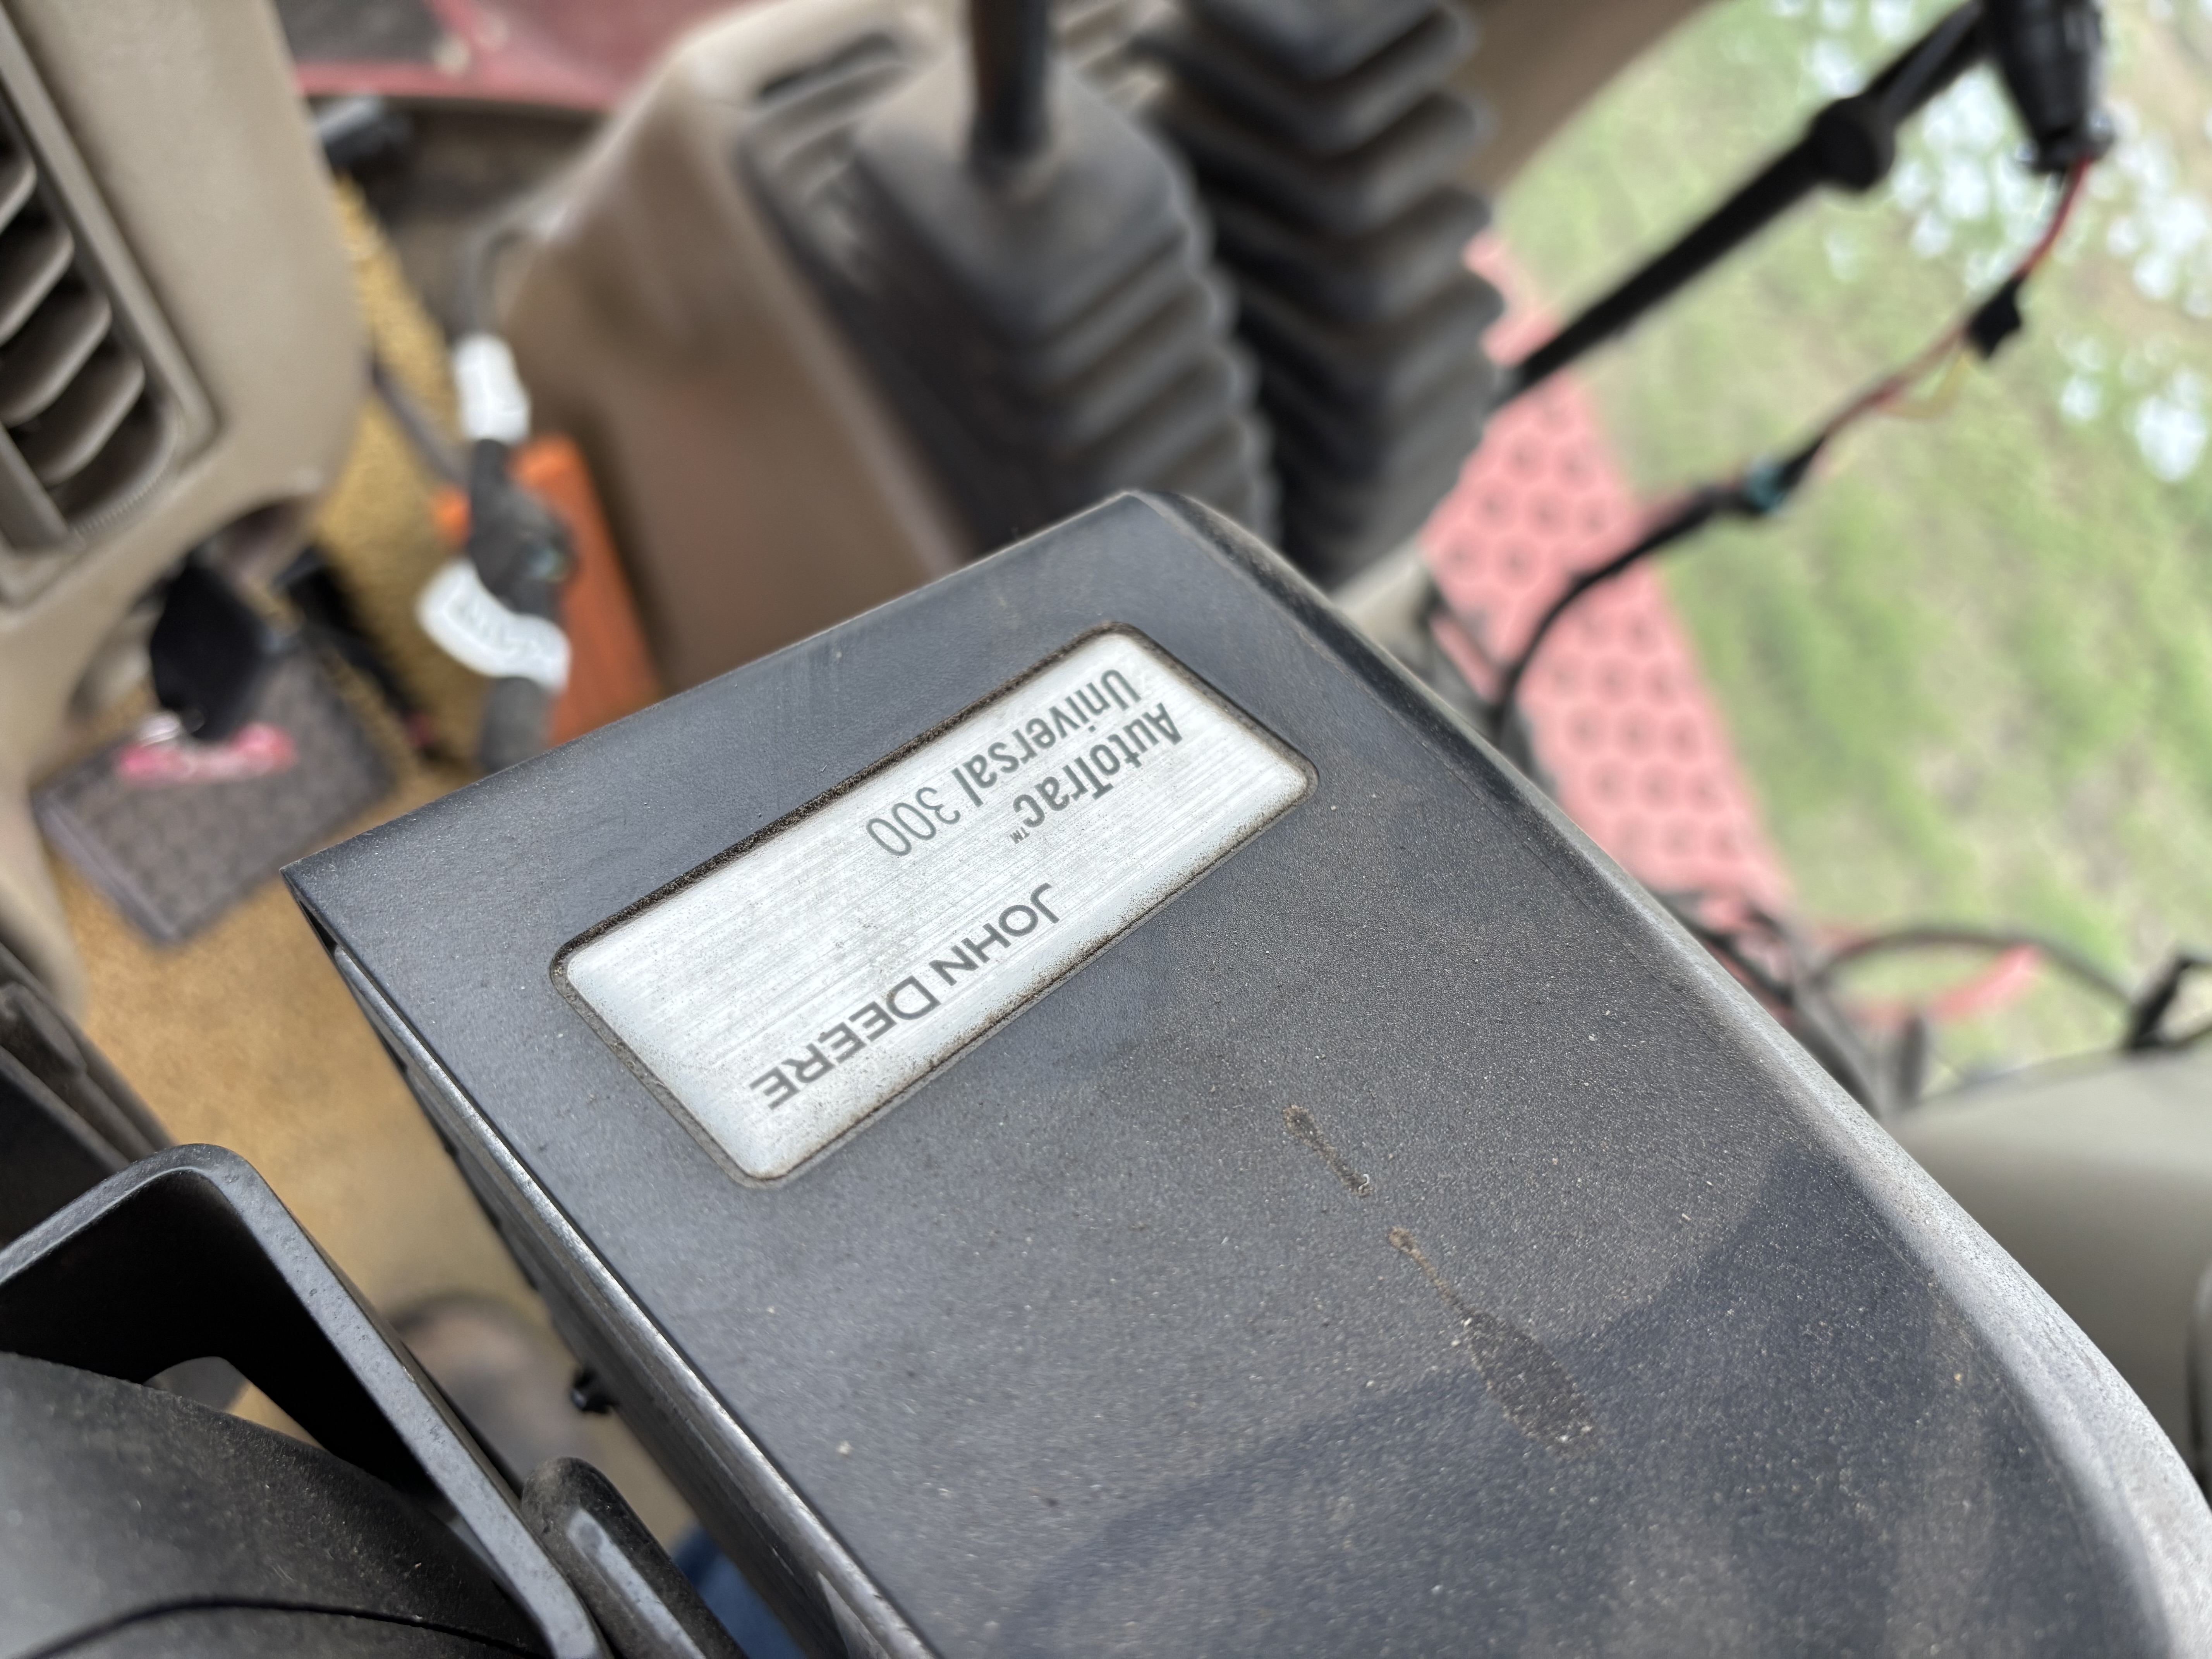 AutoTrac™
Universal 300
JOHN DEERE